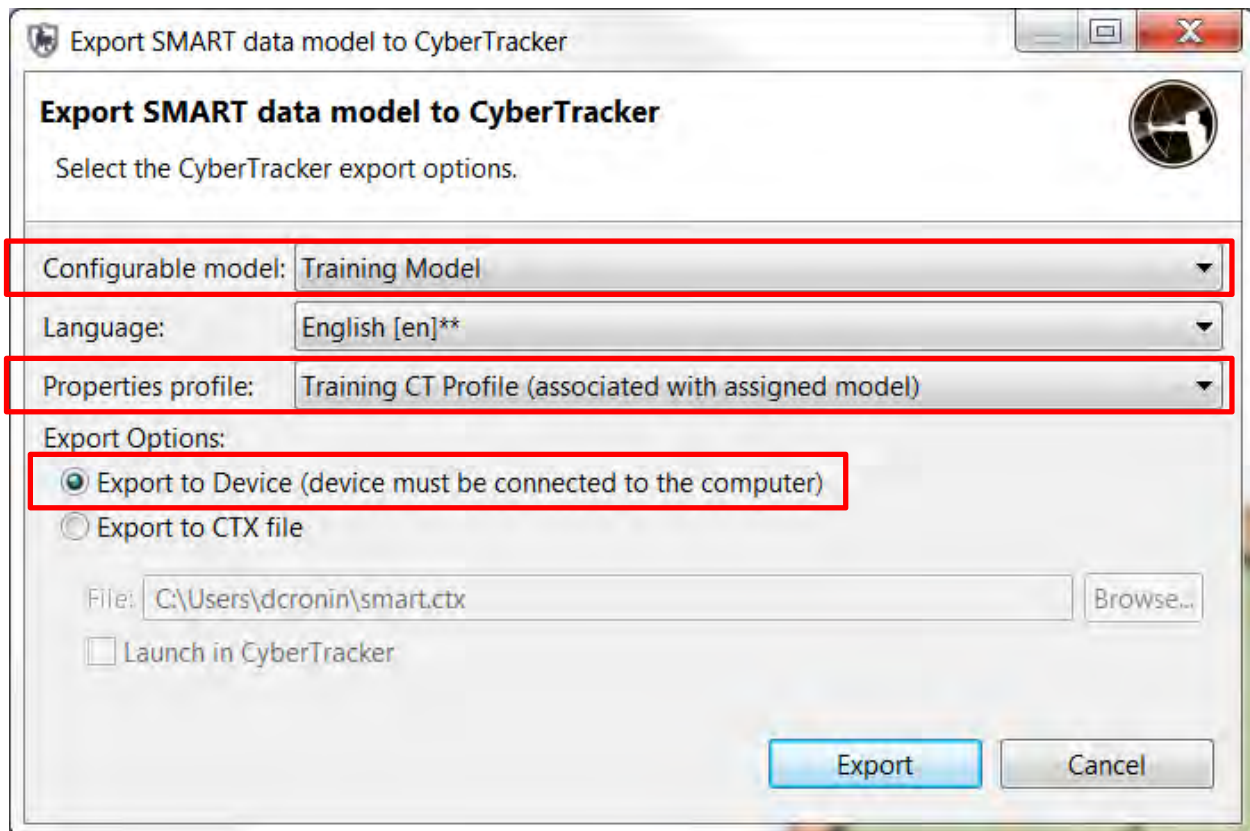 Export SMART data model to CyberTracker
Export SMART data model to CyberTracker
Select the CyberTracker export options.
Configurable model: Training Model
Language: English [en]**
Properties profile: Training CT Profile (associated with assigned model)
Export Options:
Export to Device (device must be connected to the computer)
Export to CTX file
File: C:\Users\dcronin\smart.ctx Browse...
Launch in CyberTracker
Export Cancel